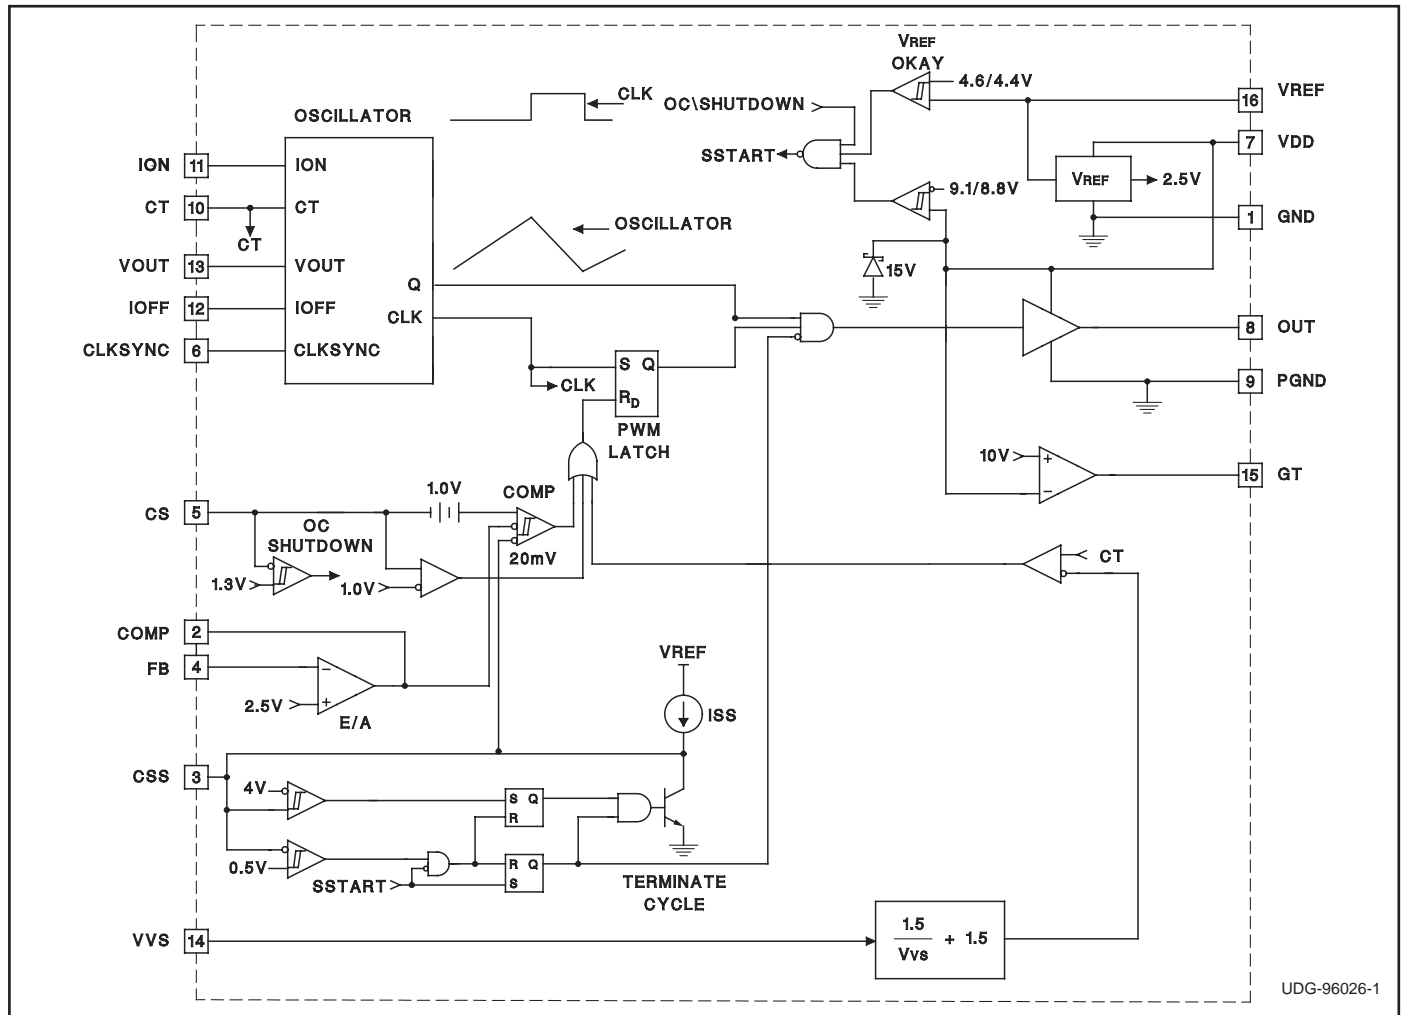 VREF
OKAY
4.6/4.4V
CLK
OC\SHUTDOWN
16
VREF
OSCILLATOR
SSTART
7
VDD
ION
11
ION
VREF
2.5V
9.1/8.8V
CT
10
CT
1
GND
CT
OSCILLATOR
VOUT
13
VOUT
15V
Q
IOFF
12
IOFF
CLK
8
OUT
CLKSYNC
6
CLKSYNC
S Q
CLK
RD
9
PGND
PWM
LATCH
10V
+
−
15
GT
1.0V
COMP
CS
5
OC
SHUTDOWN
20mV
CT
1.3V
1.0V
COMP
2
FB
4
−
VREF
2.5V
+
E/A
ISS
CSS
3
4V
S Q
R
0.5V
R Q
S
SSTART
TERMINATE
CYCLE
VVS
14
1.5
Vvs
+ 1.5
UDG-96026-1